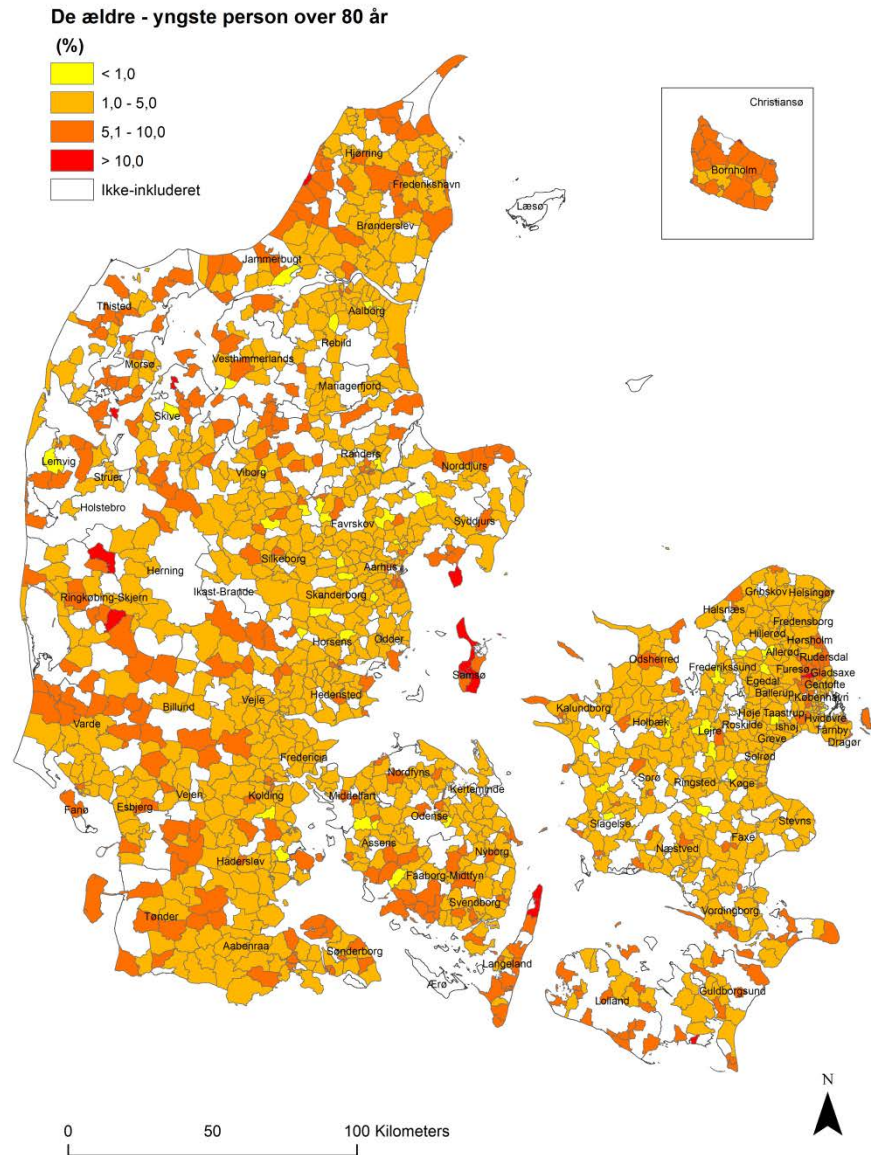 De ældre - yngste person over 80 år
(%)
< 1,0
1,0 - 5,0
5,1 - 10,0
> 10,0
Ikke-inkluderet
Christiansø
Bornholm
Hjørring
Frederikshavn
Læsø
Brønderslev
Jammerbugt
Thisted
Aalborg
Rebild
Vesthimmerlands
Morsø
Mariagerfjord
Skive
Lemvig
Struer
Viborg
Randers
Norddjurs
Holstebro
Favrskov
Syddjurs
Herning
Silkeborg
Aarhus
Ikast-Brande
Skanderborg
Ringkøbing-Skjern
Horsens
Odder
Samsø
Hedensted
Billund
Vejle
Varde
Fredericia
Fanø
Esbjerg
Vejen
Kolding
Middelfart
Nordfyns
Kerteminde
Odense
Assens
Nyborg
Haderslev
Faaborg-Midtfyn
Svendborg
Tønder
Aabenraa
Sønderborg
Langeland
Ærø
Gribskov
Helsingør
Halsnæs
Fredensborg
Hillerød
Hørsholm
Allerød
Rudersdal
Odsherred
Frederikssund
Furesø
Gladsaxe
Egedal
Gentofte
Ballerup
København
Kalundborg
Holbæk
Høje Taastrup
Roskilde
Lejre
Ishøj
Hvidovre
Tårnby
Greve
Dragør
Solrød
Sorø
Ringsted
Køge
Slagelse
Stevns
Faxe
Næstved
Vordingborg
Guldborgsund
Lolland
N
0 50 100 Kilometers